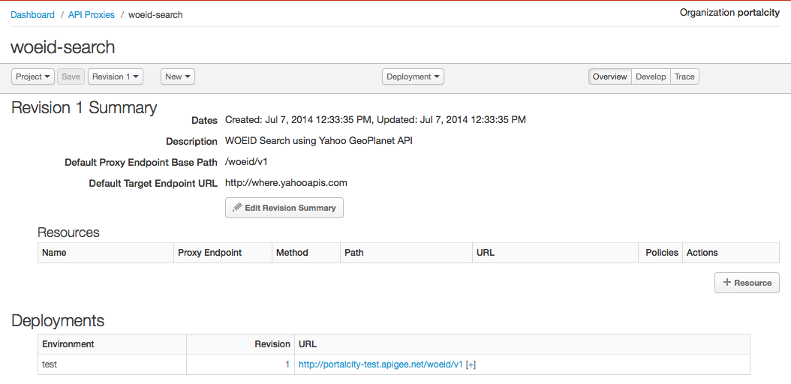 Dashboard / API Proxies / woeid-search Organization portalcity
woeid-search
Project Save Revision 1 New Deployment Overview Develop Trace
Revision 1 Summary
Dates Created: Jul 7, 2014 12:33:35 PM, Updated: Jul 7, 2014 12:33:35 PM
Description WOEID Search using Yahoo GeoPlanet API
Default Proxy Endpoint Base Path /woeid/v1
Default Target Endpoint URL http://where.yahooapis.com
Edit Revision Summary
Resources
Name Proxy Endpoint Method Path URL Policies Actions
+ Resource
Deployments
Environment Revision URL
test 1 http://portalcity-test.apigee.net/woeid/v1 [+]